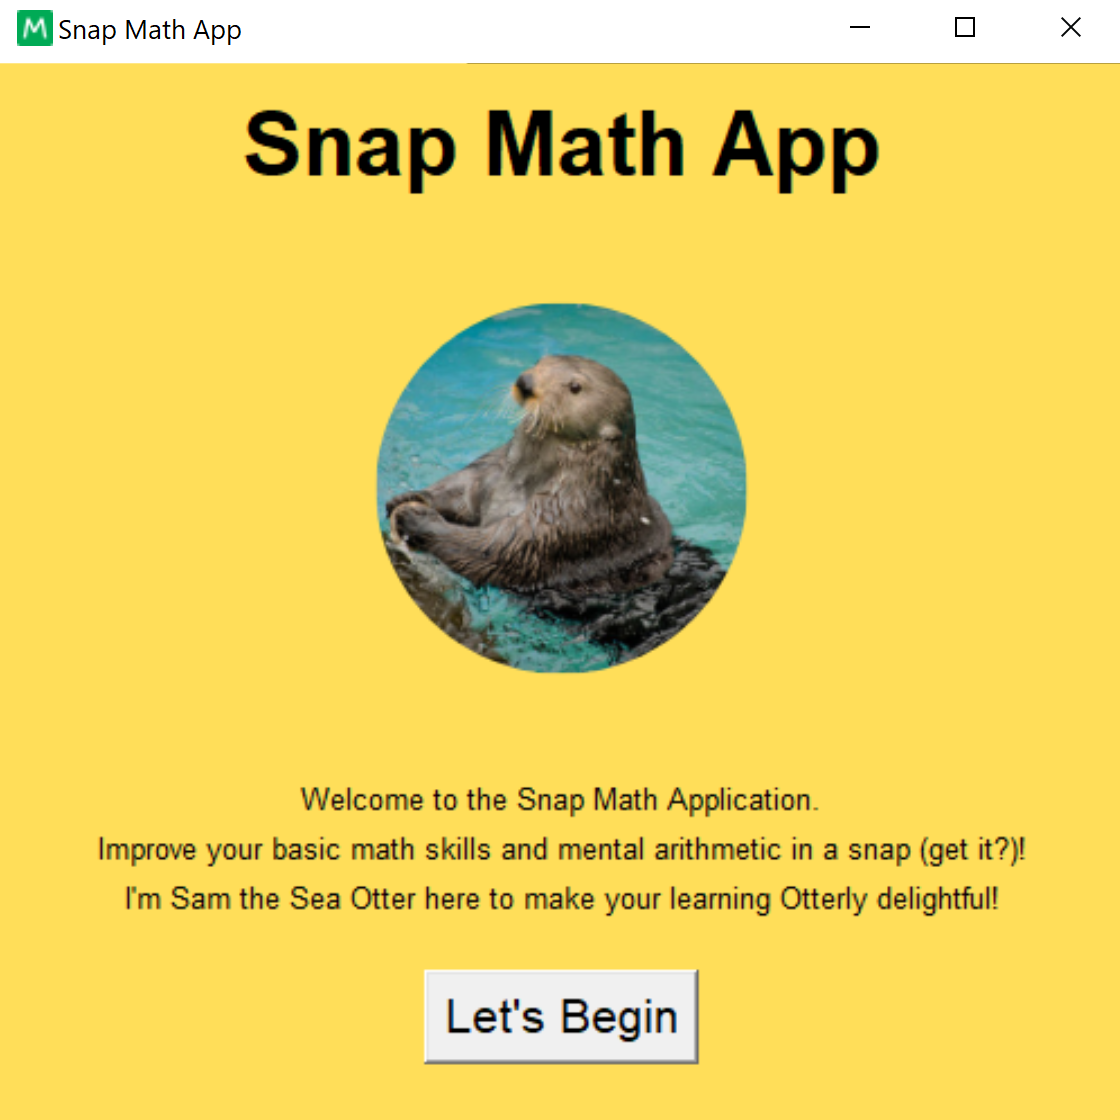 Snap Math App
Snap Math App
Welcome to the Snap Math Application.
Improve your basic math skills and mental arithmetic in a snap (get it?)!
I'm Sam the Sea Otter here to make your learning Otterly delightful!
Let's Begin